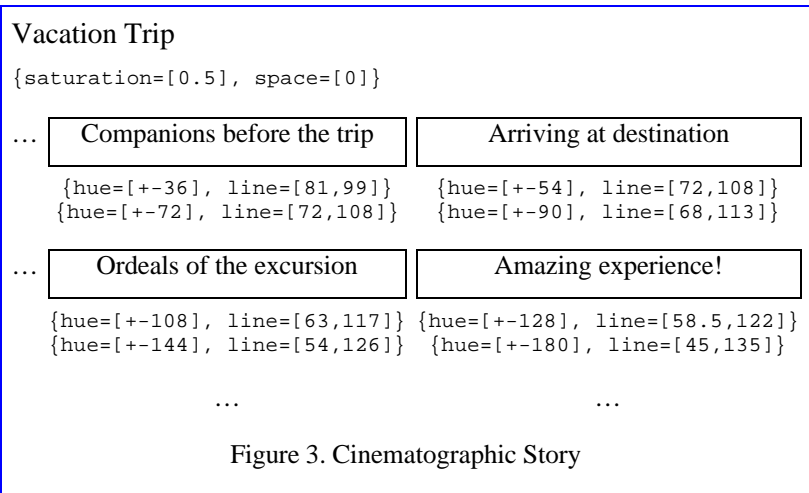 Vacation Trip
{saturation=[0.5], space=[0]}
… Companions before the trip Arriving at destination
{hue=[+-36], line=[81,99]} {hue=[+-54], line=[72,108]}
{hue=[+-72], line=[72,108]} {hue=[+-90], line=[68,113]}
… Ordeals of the excursion Amazing experience!
{hue=[+-108], line=[63,117]} {hue=[+-128], line=[58.5,122]}
{hue=[+-144], line=[54,126]} {hue=[+-180], line=[45,135]}
… …
Figure 3. Cinematographic Story